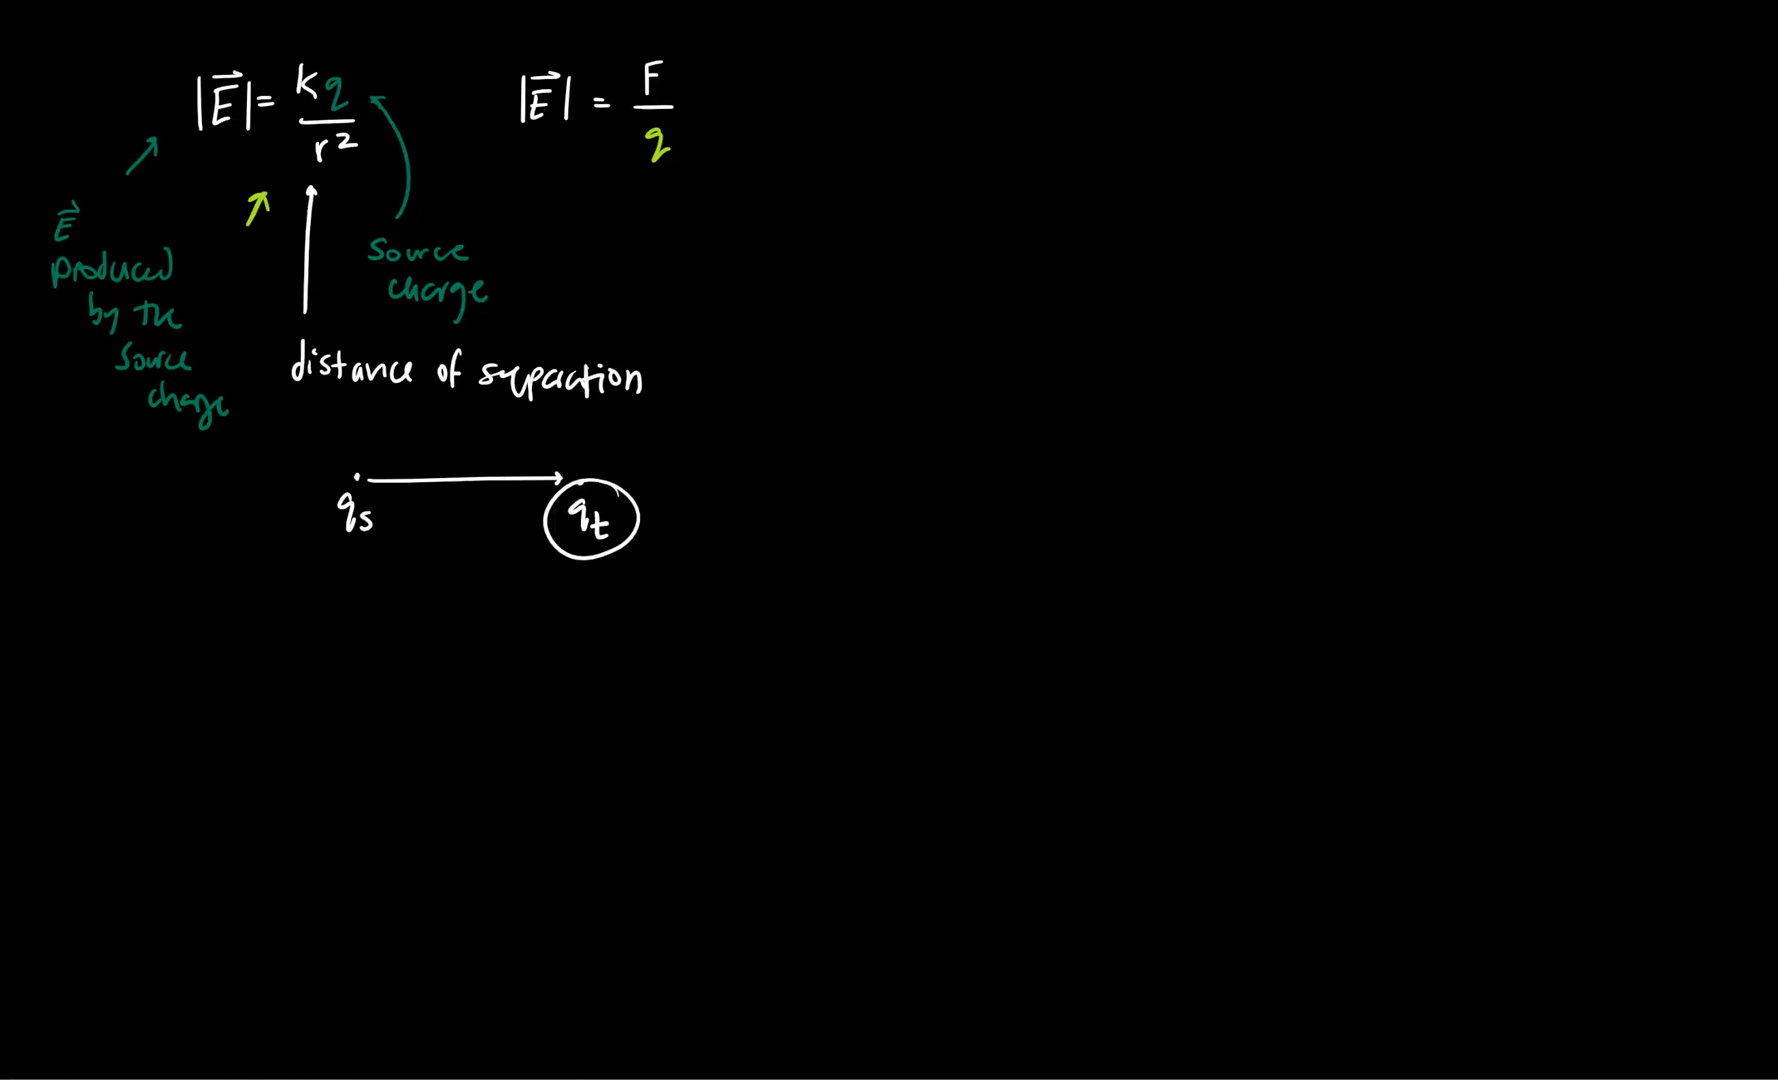 |E⃗| = kq / r²
|E⃗| = F / q
E⃗
produced
by the
source
charge
source
charge
distance of separation
qs
qt